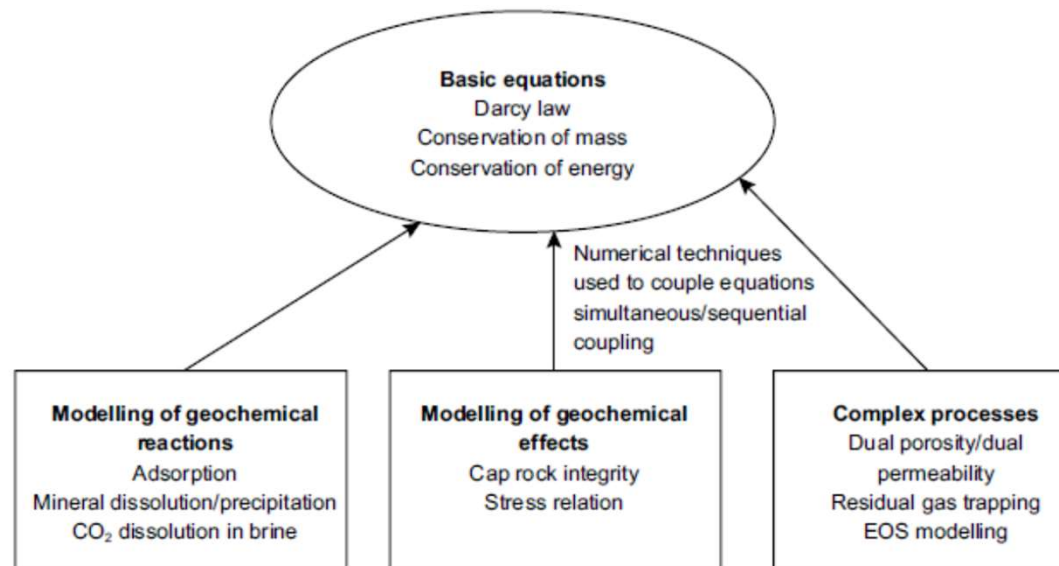 Basic equations
Darcy law
Conservation of mass
Conservation of energy
Numerical techniques
used to couple equations
simultaneous/sequential
coupling
Modelling of geochemical
reactions
Adsorption
Mineral dissolution/precipitation
CO₂ dissolution in brine
Modelling of geochemical
effects
Cap rock integrity
Stress relation
Complex processes
Dual porosity/dual
permeability
Residual gas trapping
EOS modelling